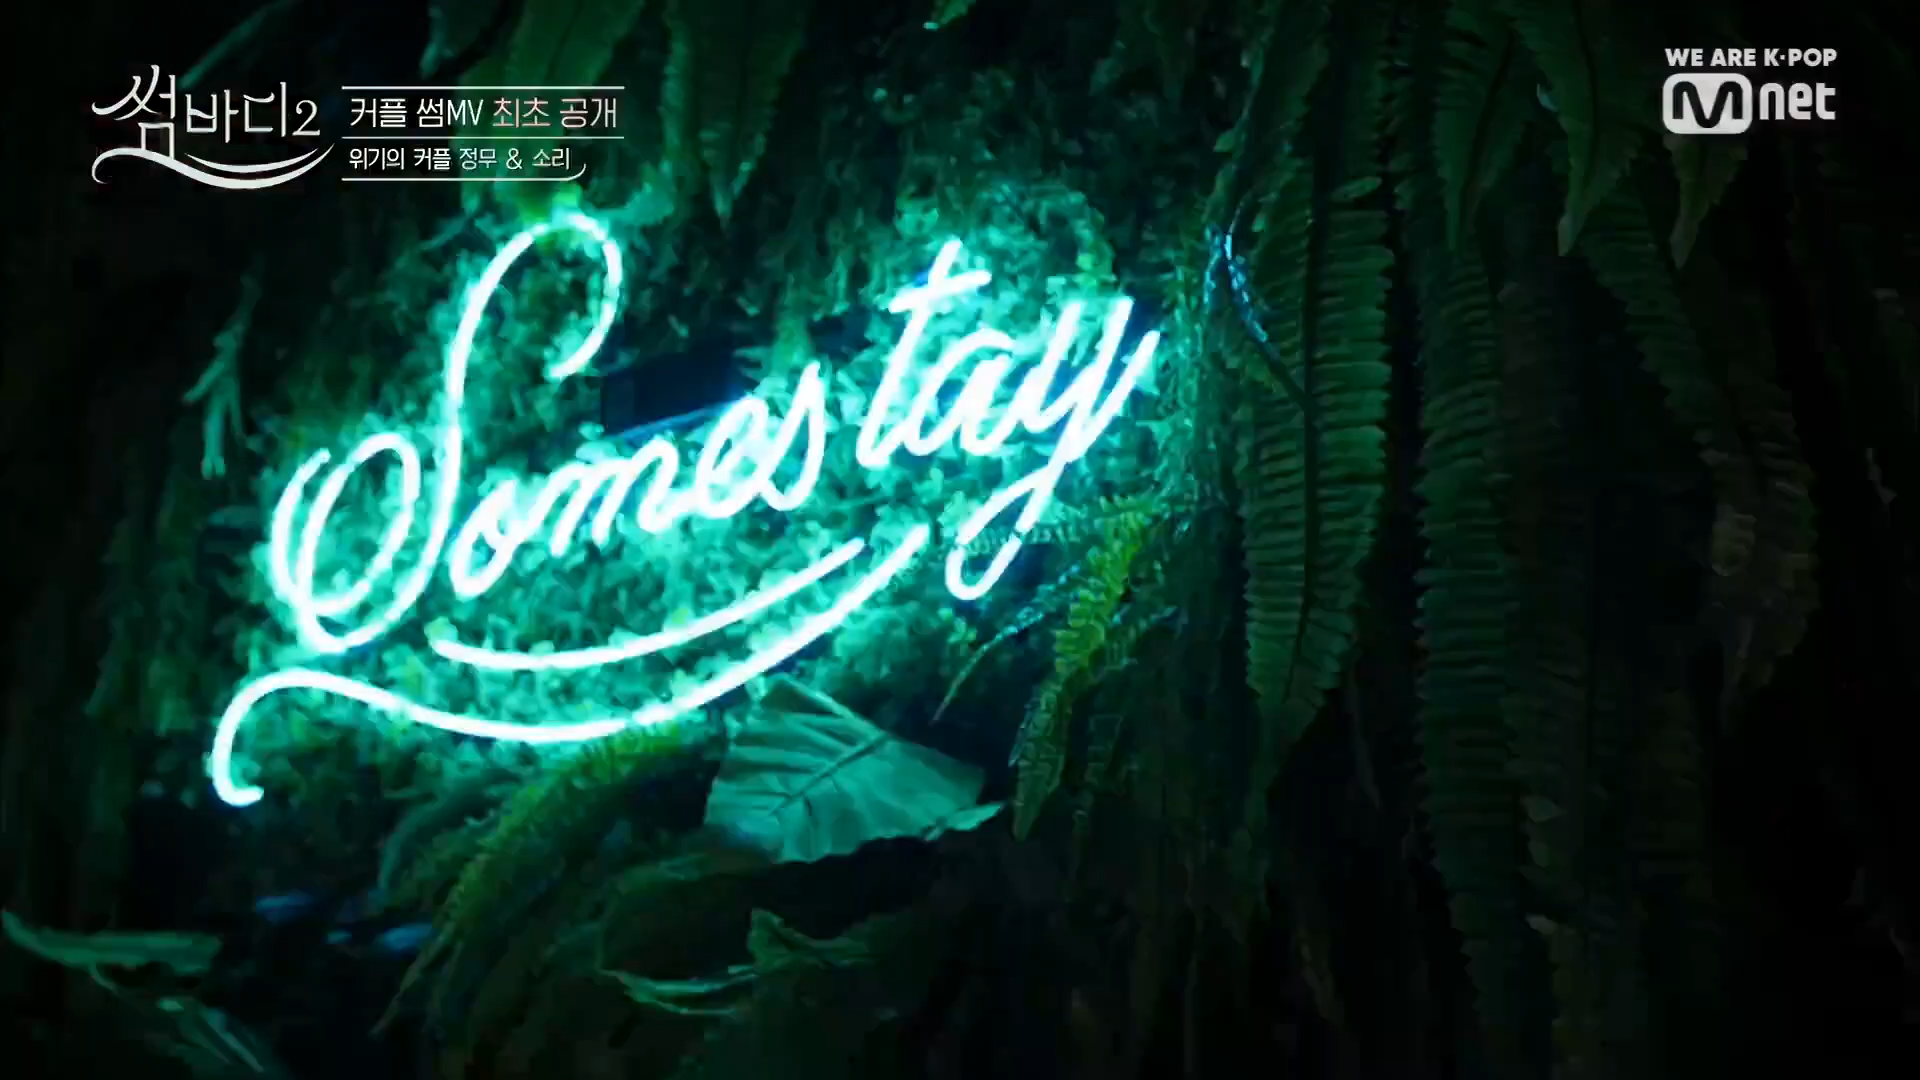 썸바디2
커플 썸MV 최초 공개
위기의 커플 정무 & 소리
WE ARE K-POP
Mnet
Somestay